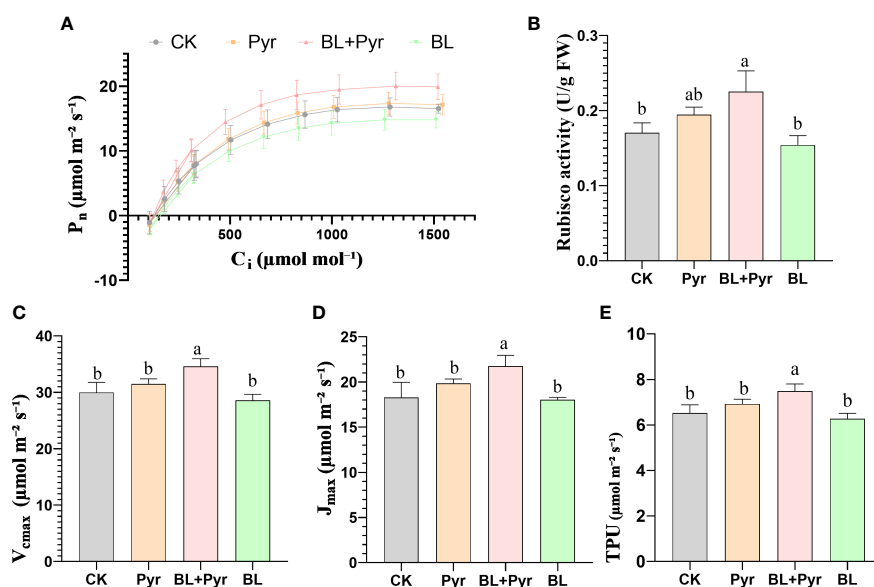 A
CK Pyr BL+Pyr BL
Pₙ (µmol m⁻² s⁻¹)
20
10
0
-10
500 1000 1500
Cᵢ (µmol mol⁻¹)
B
Rubisco activity (U/g FW)
0.3
0.2
0.1
0.0
b ab a b
CK Pyr BL+Pyr BL
C
V_cmax (µmol m⁻² s⁻¹)
40
30
20
10
0
b b a b
CK Pyr BL+Pyr BL
D
J_max (µmol m⁻² s⁻¹)
25
20
15
10
5
0
b b a b
CK Pyr BL+Pyr BL
E
TPU (µmol m⁻² s⁻¹)
10
8
6
4
2
0
b b a b
CK Pyr BL+Pyr BL